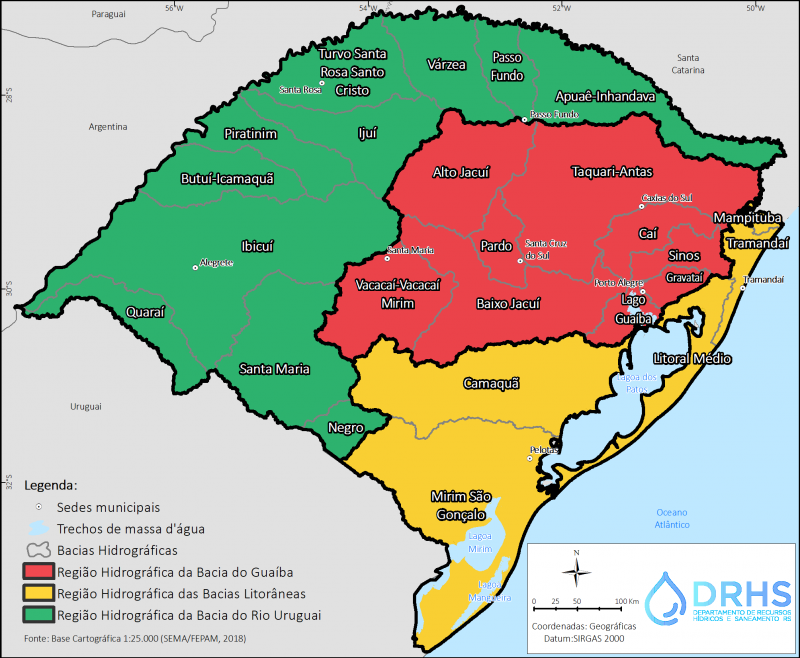 Paraguai
56°W
54°W
52°W
50°W
Santa
Catarina
28°S
Argentina
Turvo Santa
Rosa Santo
Cristo
Santa Rosa
Várzea
Passo
Fundo
Apuaê-Inhandava
Passo Fundo
Piratinim
Ijuí
Butuí-Icamaquã
Alto Jacuí
Taquari-Antas
Caxias do Sul
Mampituba
Tramandaí
Caí
Sinos
Gravataí
Ibicuí
Santa Maria
Pardo
Santa Cruz
do Sul
Alegrete
Porto Alegre
Tramandaí
30°S
Vacacaí-Vacacaí
Mirim
Baixo Jacuí
Lago
Guaíba
Quaraí
Litoral Médio
Santa Maria
Camaquã
Lagoa dos
Patos
Uruguai
Negro
Pelotas
32°S
Mirim São
Gonçalo
Lagoa
Mirim
Lagoa
Mangueira
Oceano
Atlântico
Legenda:
Sedes municipais
Trechos de massa d'água
Bacias Hidrográficas
Região Hidrográfica da Bacia do Guaíba
Região Hidrográfica das Bacias Litorâneas
Região Hidrográfica da Bacia do Rio Uruguai
Fonte: Base Cartográfica 1:25.000 (SEMA/FEPAM, 2018)
N
0 25 50 100 Km
Coordenadas: Geográficas
Datum:SIRGAS 2000
DRHS
DEPARTAMENTO DE RECURSOS
HÍDRICOS E SANEAMENTO RS